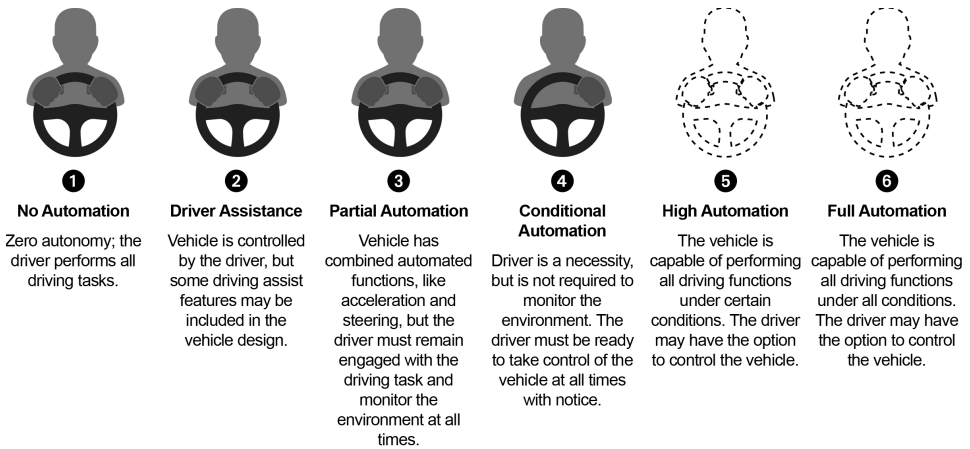 1
No Automation
Zero autonomy; the
driver performs all
driving tasks.
2
Driver Assistance
Vehicle is controlled
by the driver, but
some driving assist
features may be
included in the
vehicle design.
3
Partial Automation
Vehicle has
combined automated
functions, like
acceleration and
steering, but the
driver must remain
engaged with the
driving task and
monitor the
environment at all
times.
4
Conditional
Automation
Driver is a necessity,
but is not required to
monitor the
environment. The
driver must be ready
to take control of the
vehicle at all times
with notice.
5
High Automation
The vehicle is
capable of performing
all driving functions
under certain
conditions. The driver
may have the option
to control the vehicle.
6
Full Automation
The vehicle is
capable of performing
all driving functions
under all conditions.
The driver may have
the option to control
the vehicle.